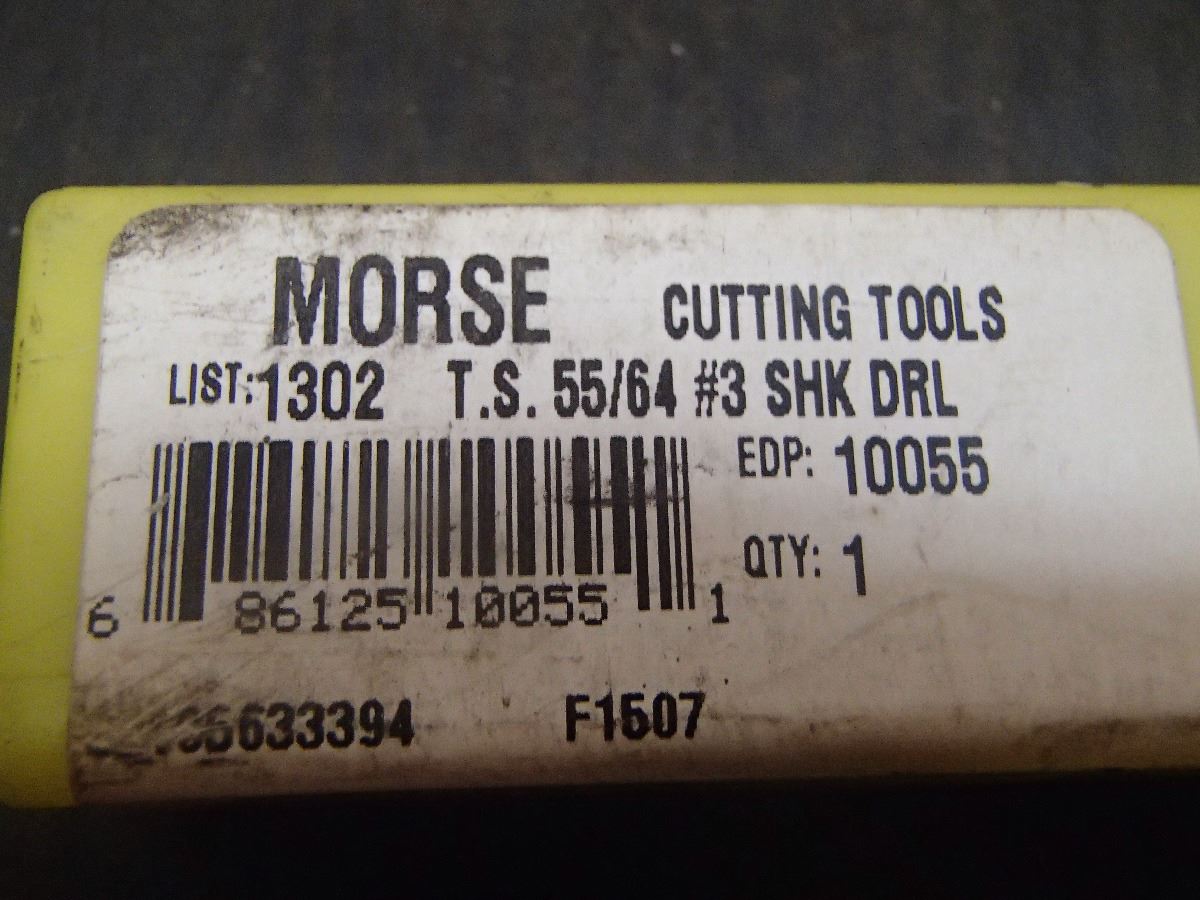 MORSE CUTTING TOOLS
LIST:1302 T.S. 55/64 #3 SHK DRL
EDP: 10055
QTY: 1
6 86125 10055 1
F1507